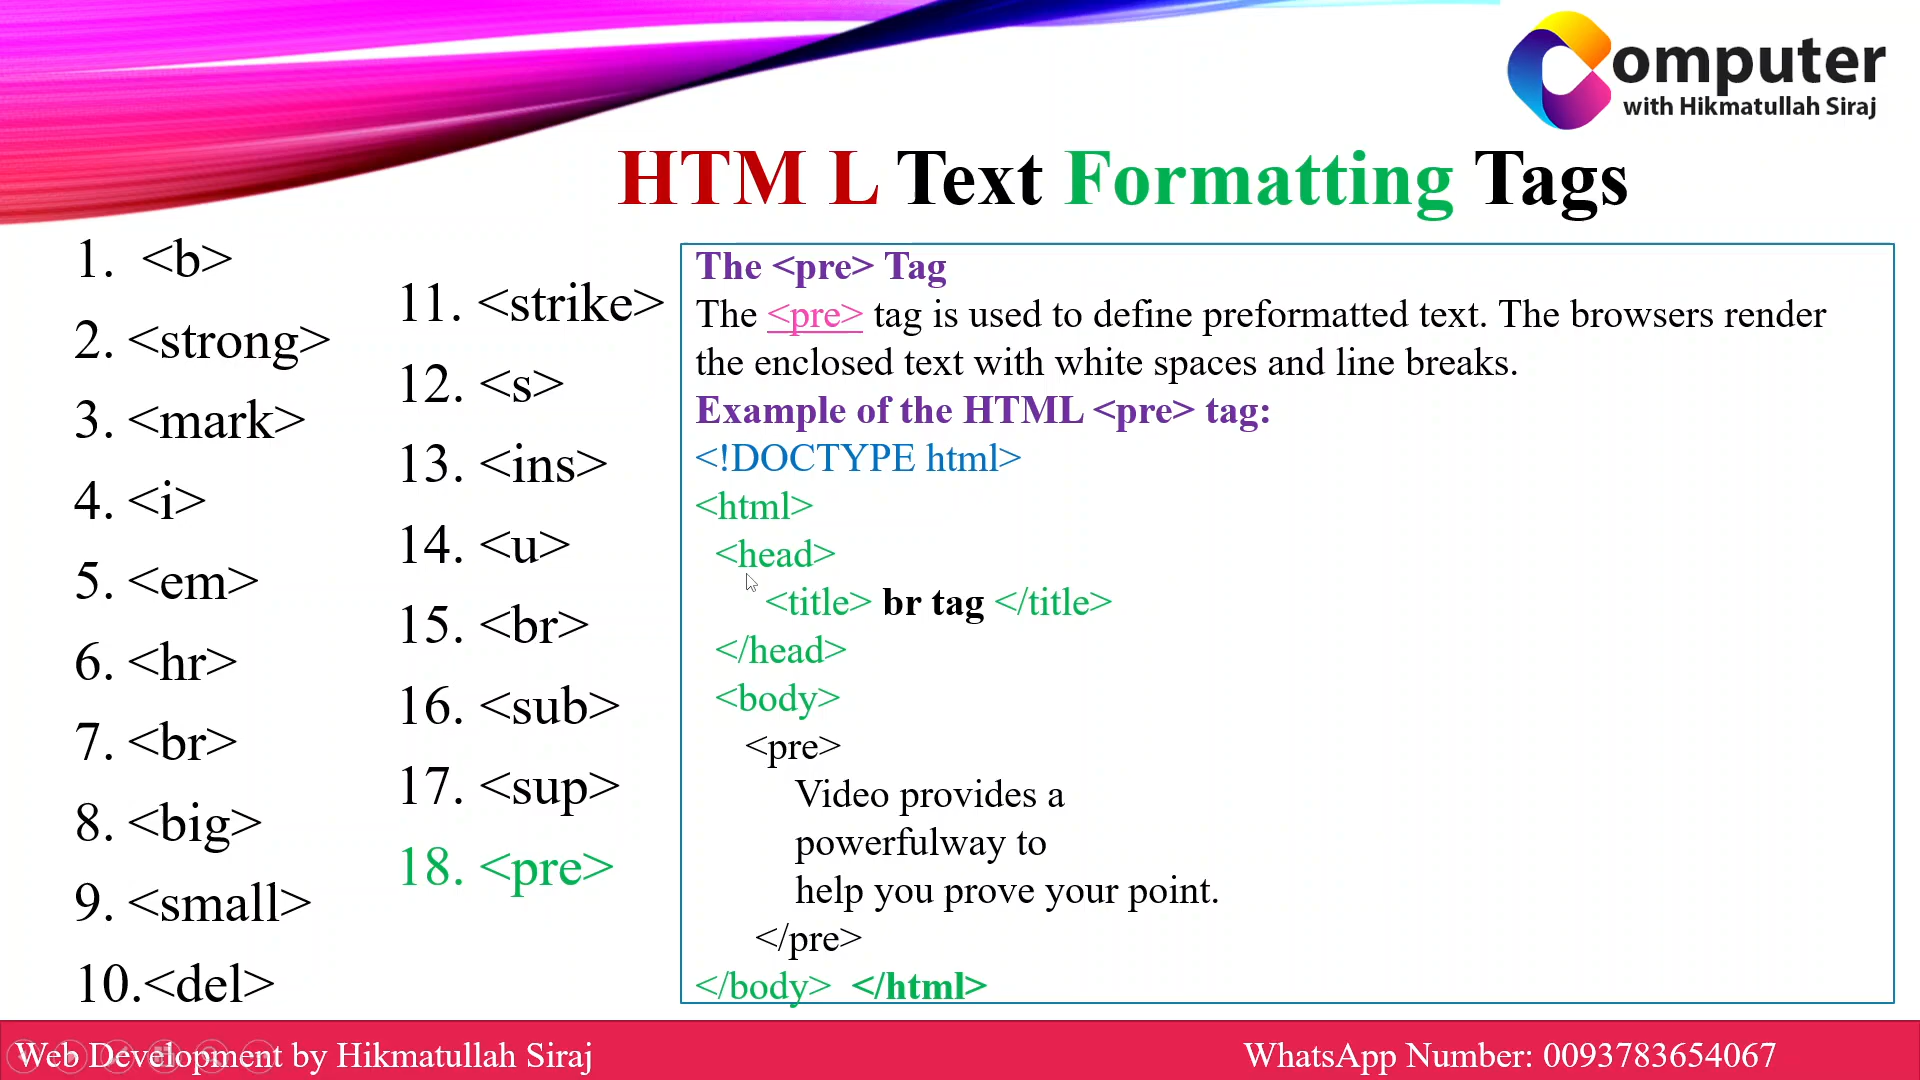 Computer
with Hikmatullah Siraj
HTM L Text Formatting Tags
1. <b>
2. <strong>
3. <mark>
4. <i>
5. <em>
6. <hr>
7. <br>
8. <big>
9. <small>
10.<del>
11. <strike>
12. <s>
13. <ins>
14. <u>
15. <br>
16. <sub>
17. <sup>
18. <pre>
The <pre> Tag
The <pre> tag is used to define preformatted text. The browsers render
the enclosed text with white spaces and line breaks.
Example of the HTML <pre> tag:
<!DOCTYPE html>
<html>
<head>
<title> br tag </title>
</head>
<body>
<pre>
Video provides a
powerfulway to
help you prove your point.
</pre>
</body> </html>
Web Development by Hikmatullah Siraj
WhatsApp Number: 0093783654067